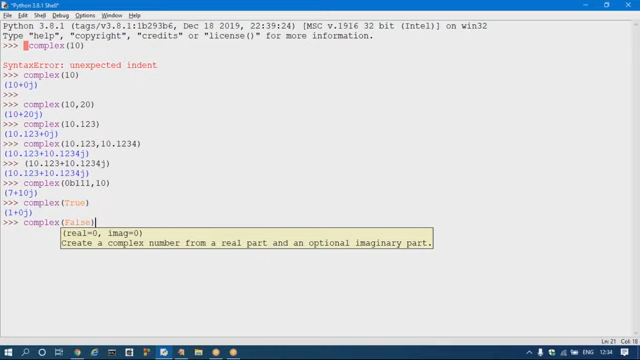 *Python 3.8.1 Shell*
File Edit Shell Debug Options Window Help
Python 3.8.1 (tags/v3.8.1:1b293b6, Dec 18 2019, 22:39:24) [MSC v.1916 32 bit (Intel)] on win32
Type "help", "copyright", "credits" or "license()" for more information.
>>> complex(10)
SyntaxError: unexpected indent
>>> complex(10)
(10+0j)
>>>
>>> complex(10,20)
(10+20j)
>>> complex(10.123)
(10.123+0j)
>>> complex(10.123,10.1234)
(10.123+10.1234j)
>>> (10.123+10.1234j)
(10.123+10.1234j)
>>> complex(0b111,10)
(7+10j)
>>> complex(True)
(1+0j)
>>> complex(False)
(real=0, imag=0)
Create a complex number from a real part and an optional imaginary part.
Ln: 21 Col: 18
ENG 12:34